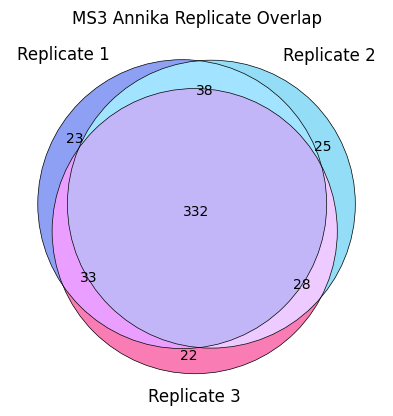 MS3 Annika Replicate Overlap
Replicate 1
Replicate 2
38
23
25
332
33
28
22
Replicate 3